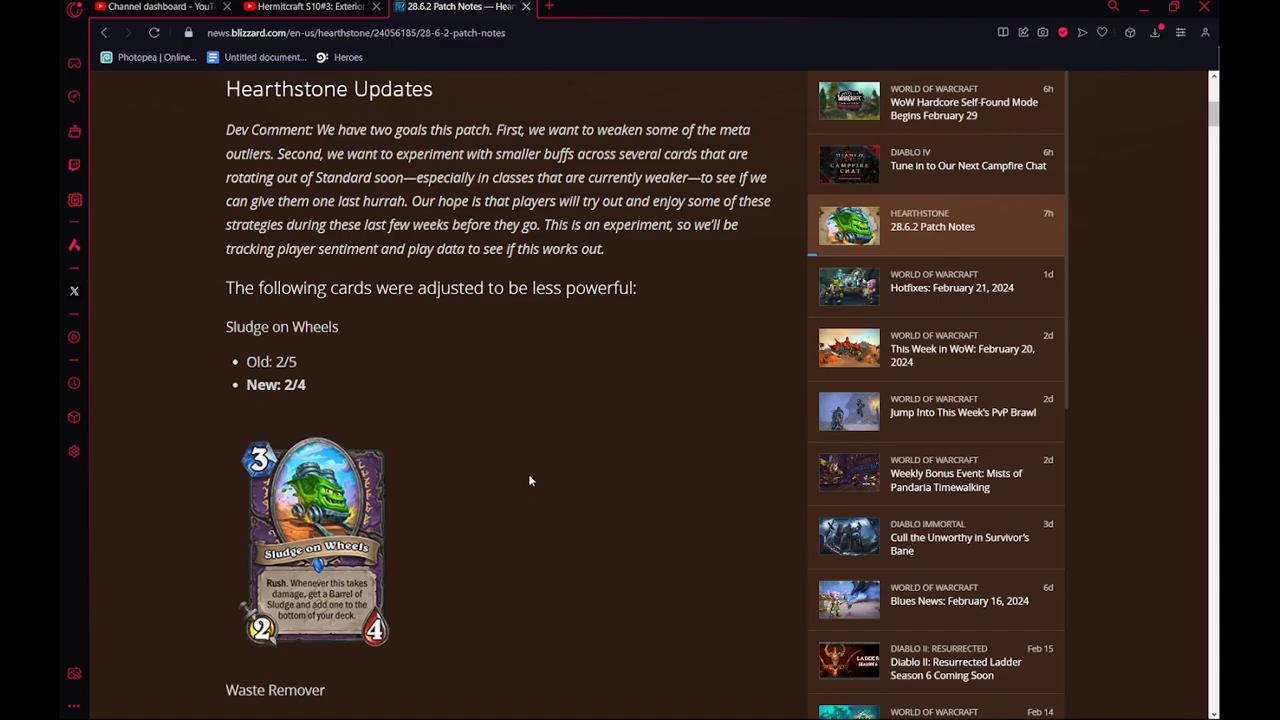 Channel dashboard - YouT
Hermitcraft S10#3: Exterior
28.6.2 Patch Notes — Hear
news.blizzard.com/en-us/hearthstone/24056185/28-6-2-patch-notes
Photopea | Online...
Untitled document...
Heroes
Hearthstone Updates
Dev Comment: We have two goals this patch. First, we want to weaken some of the meta
outliers. Second, we want to experiment with smaller buffs across several cards that are
rotating out of Standard soon—especially in classes that are currently weaker—to see if we
can give them one last hurrah. Our hope is that players will try out and enjoy some of these
strategies during these last few weeks before they go. This is an experiment, so we'll be
tracking player sentiment and play data to see if this works out.
The following cards were adjusted to be less powerful:
Sludge on Wheels
• Old: 2/5
• New: 2/4
3
Sludge on Wheels
Rush. Whenever this takes
damage, get a Barrel of
Sludge and add one to the
bottom of your deck.
2
4
Waste Remover
WORLD OF WARCRAFT
6h
WoW Hardcore Self-Found Mode
Begins February 29
DIABLO IV
6h
Tune in to Our Next Campfire Chat
HEARTHSTONE
7h
28.6.2 Patch Notes
WORLD OF WARCRAFT
1d
Hotfixes: February 21, 2024
WORLD OF WARCRAFT
2d
This Week in WoW: February 20,
2024
WORLD OF WARCRAFT
2d
Jump Into This Week's PvP Brawl
WORLD OF WARCRAFT
2d
Weekly Bonus Event: Mists of
Pandaria Timewalking
DIABLO IMMORTAL
3d
Cull the Unworthy in Survivor's
Bane
WORLD OF WARCRAFT
6d
Blues News: February 16, 2024
DIABLO II: RESURRECTED
Feb 15
Diablo II: Resurrected Ladder
Season 6 Coming Soon
WORLD OF WARCRAFT
Feb 14